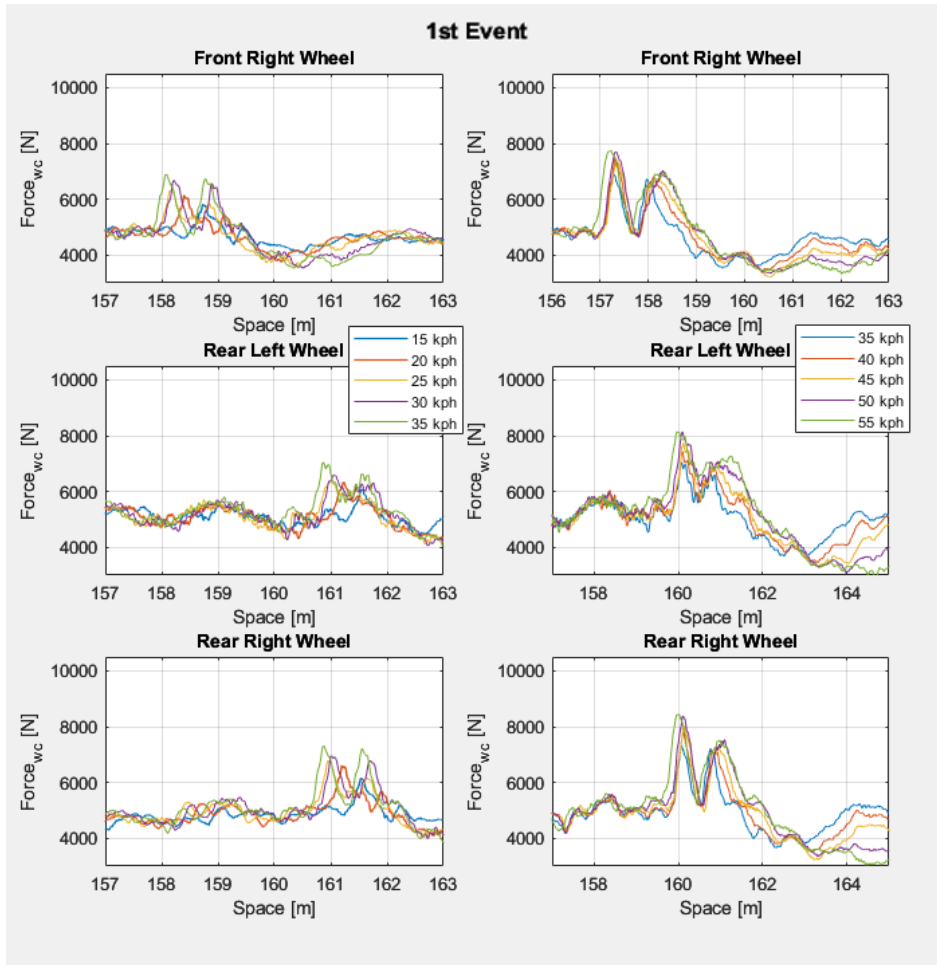 1st Event
Front Right Wheel
Front Right Wheel
10000
8000
6000
4000
Force_wc [N]
157 158 159 160 161 162 163
Space [m]
10000
8000
6000
4000
Force_wc [N]
156 157 158 159 160 161 162 163
Space [m]
Rear Left Wheel
15 kph
20 kph
25 kph
30 kph
35 kph
10000
8000
6000
4000
Force_wc [N]
157 158 159 160 161 162 163
Space [m]
Rear Left Wheel
35 kph
40 kph
45 kph
50 kph
55 kph
10000
8000
6000
4000
Force_wc [N]
158 160 162 164
Space [m]
Rear Right Wheel
10000
8000
6000
4000
Force_wc [N]
157 158 159 160 161 162 163
Space [m]
Rear Right Wheel
10000
8000
6000
4000
Force_wc [N]
158 160 162 164
Space [m]